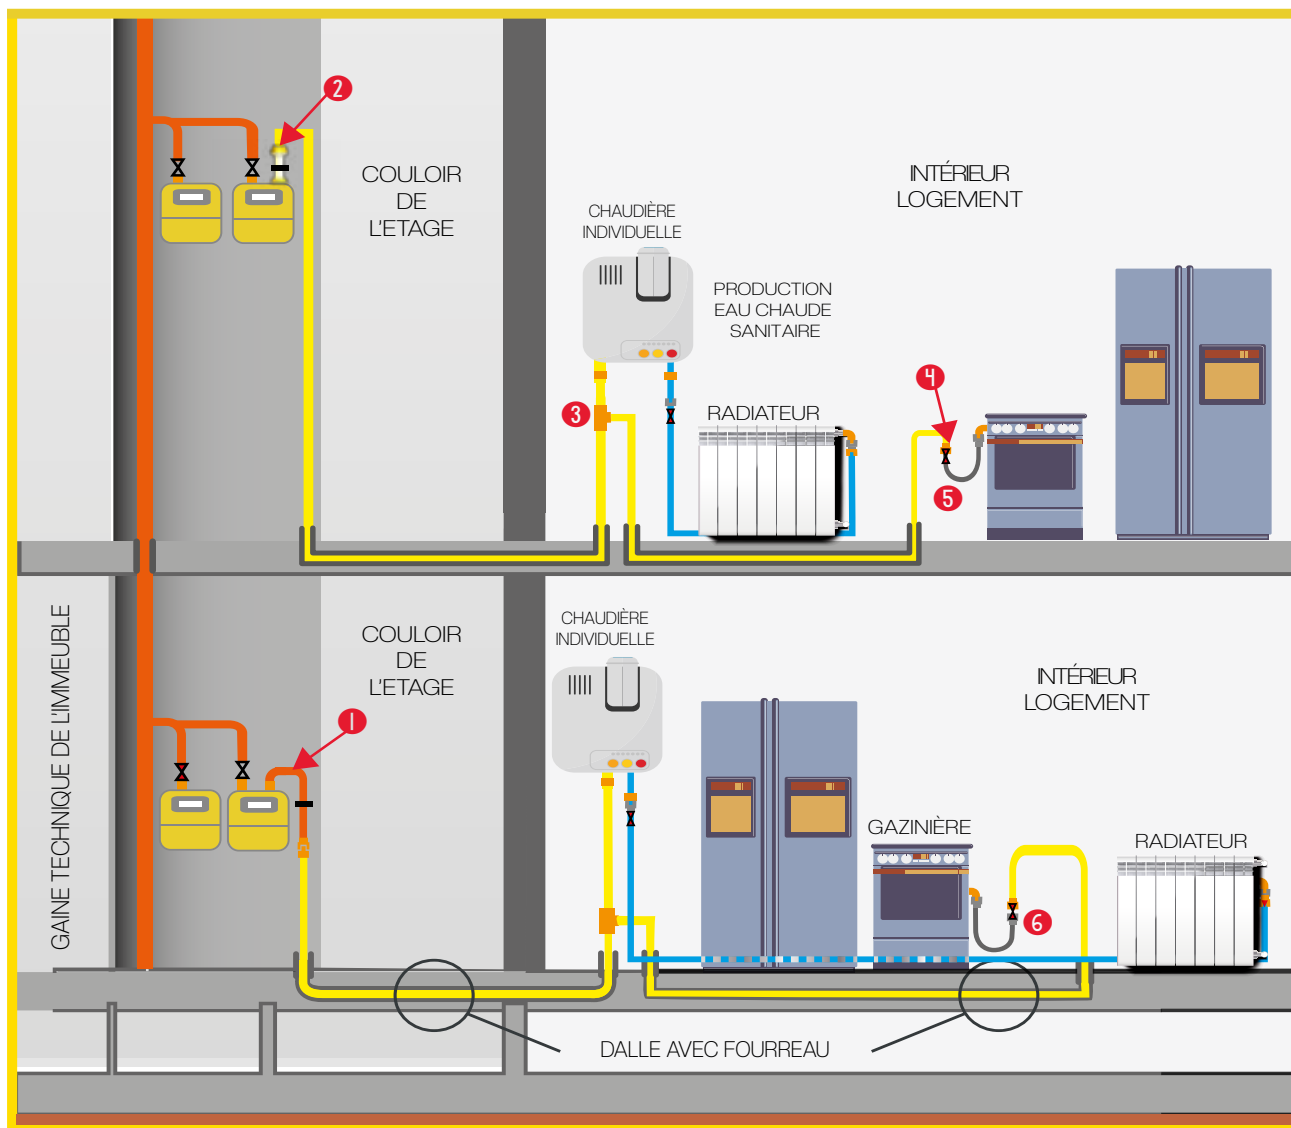 2
COULOIR
DE
L'ETAGE
INTÉRIEUR
LOGEMENT
CHAUDIÈRE
INDIVIDUELLE
PRODUCTION
EAU CHAUDE
SANITAIRE
3
RADIATEUR
4
5
GAINE TECHNIQUE DE L'IMMEUBLE
COULOIR
DE
L'ETAGE
1
CHAUDIÈRE
INDIVIDUELLE
INTÉRIEUR
LOGEMENT
GAZINIÈRE
RADIATEUR
6
DALLE AVEC FOURREAU